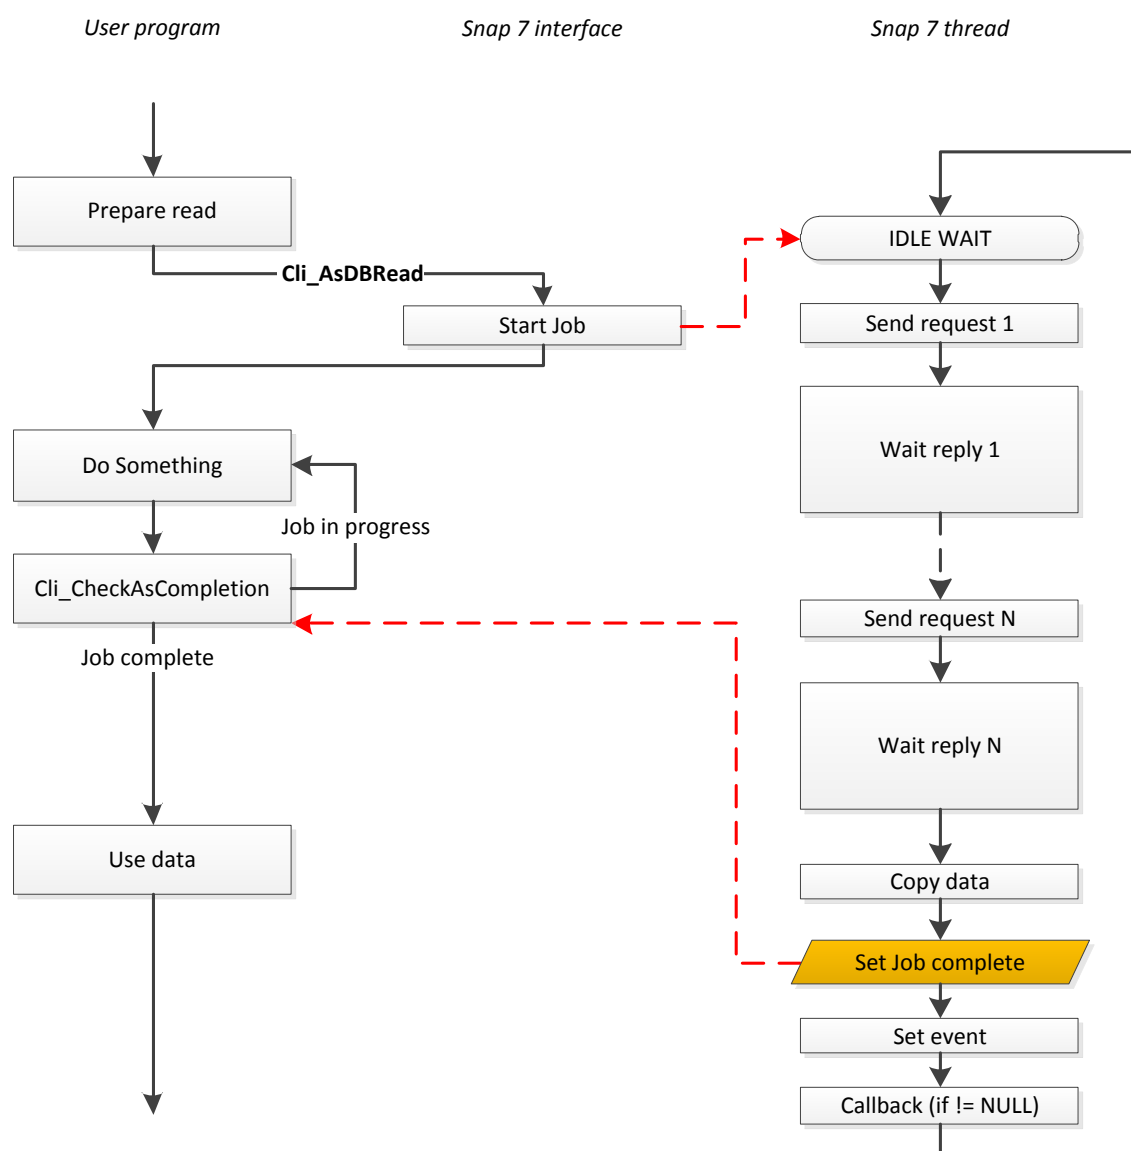 User program
Snap 7 interface
Snap 7 thread
Prepare read
IDLE WAIT
Cli_AsDBRead
Start Job
Send request 1
Do Something
Wait reply 1
Job in progress
Cli_CheckAsCompletion
Send request N
Job complete
Wait reply N
Use data
Copy data
Set Job complete
Set event
Callback (if != NULL)